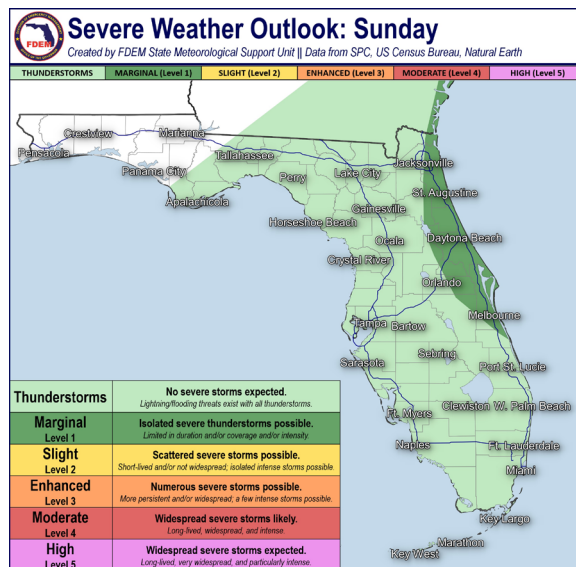 Severe Weather Outlook: Sunday
Created by FDEM State Meteorological Support Unit || Data from SPC, US Census Bureau, Natural Earth
FDEM
THUNDERSTORMS
MARGINAL (Level 1)
SLIGHT (Level 2)
ENHANCED (Level 3)
MODERATE (Level 4)
HIGH (Level 5)
Crestview
Marianna
Pensacola
Tallahassee
Jacksonville
Panama City
Perry
Lake City
St. Augustine
Apalachicola
Gainesville
Horseshoe Beach
Ocala
Daytona Beach
Crystal River
Orlando
Melbourne
Tampa
Bartow
Sebring
Sarasota
Port St. Lucie
Ft. Myers
Clewiston
W. Palm Beach
Naples
Ft. Lauderdale
Miami
Key Largo
Marathon
Key West
Thunderstorms
No severe storms expected.
Lightning/flooding threats exist with all thunderstorms.
Marginal
Level 1
Isolated severe thunderstorms possible.
Limited in duration and/or coverage and/or intensity.
Slight
Level 2
Scattered severe storms possible.
Short-lived and/or not widespread; isolated intense storms possible.
Enhanced
Level 3
Numerous severe storms possible.
More persistent and/or widespread; a few intense storms possible.
Moderate
Level 4
Widespread severe storms likely.
Long-lived, widespread, and intense.
High
Level 5
Widespread severe storms expected.
Long-lived, very widespread, and particularly intense.